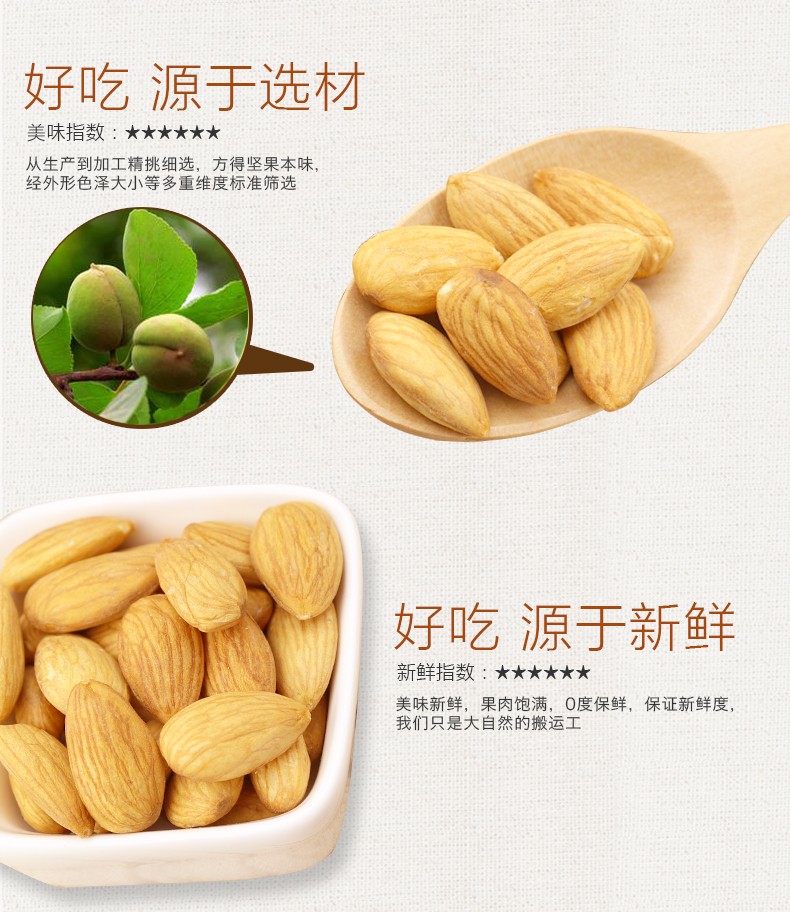 好吃 源于选材
美味指数：★★★★★★
从生产到加工精挑细选，方得坚果本味，
经外形色泽大小等多重维度标准筛选
好吃 源于新鲜
新鲜指数：★★★★★★
美味新鲜，果肉饱满，0度保鲜，保证新鲜度，
我们只是大自然的搬运工